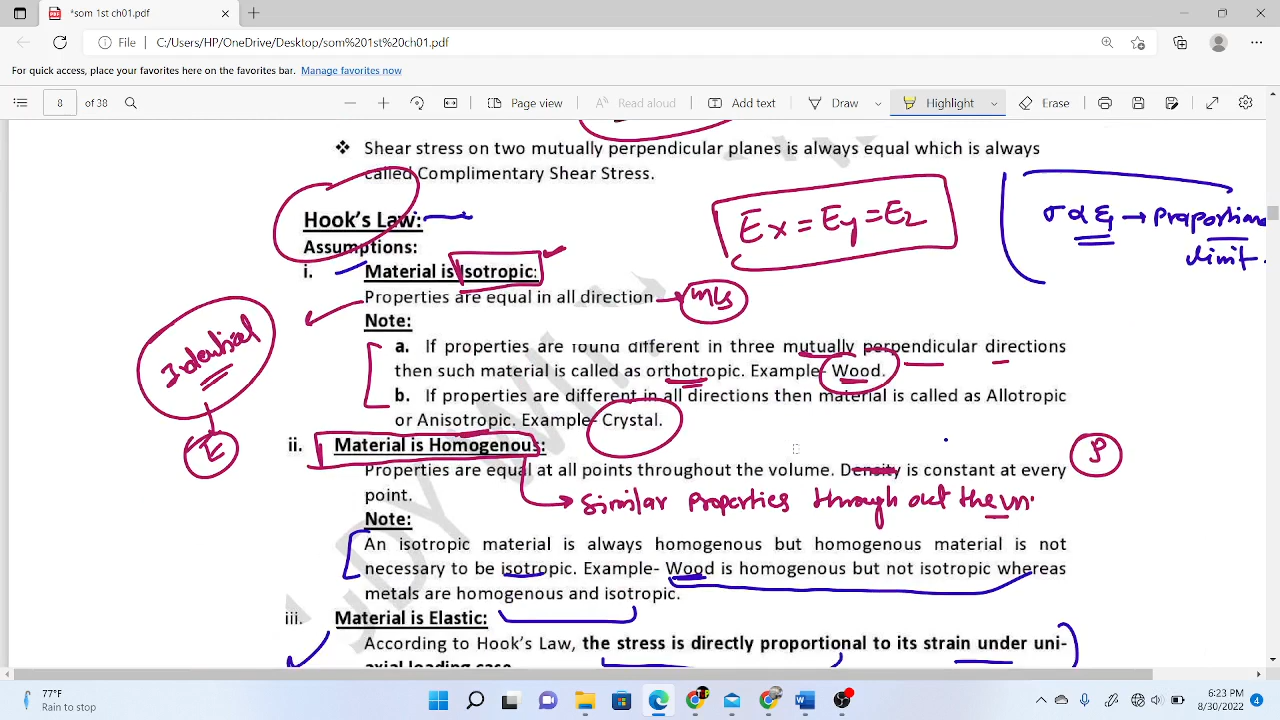 *som 1st ch01.pdf
File C:/Users/HP/OneDrive/Desktop/som%201st%20ch01.pdf
For quick access, place your favorites here on the favorites bar. Manage favorites now
8 of 38 Page view Read aloud Add text Draw Highlight Erase
❖ Shear stress on two mutually perpendicular planes is always equal which is always
called Complimentary Shear Stress.
Hook's Law:
Ex = Ey = Ez
σ ∝ ε → proportional
limit.
Assumptions:
i. Material is Isotropic:
Properties are equal in all direction
Note:
Idential
E
a. If properties are found different in three mutually perpendicular directions
then such material is called as orthotropic. Example- Wood.
b. If properties are different in all directions then material is called as Allotropic
or Anisotropic. Example- Crystal.
ii. Material is Homogenous:
Properties are equal at all points throughout the volume. Density is constant at every
point.
similar properties through out the
Note:
An isotropic material is always homogenous but homogenous material is not
necessary to be isotropic. Example- Wood is homogenous but not isotropic whereas
metals are homogenous and isotropic.
iii. Material is Elastic:
According to Hook's Law, the stress is directly proportional to its strain under uni-
axial loading case.
77°F
Rain to stop
6:23 PM
8/30/2022
4